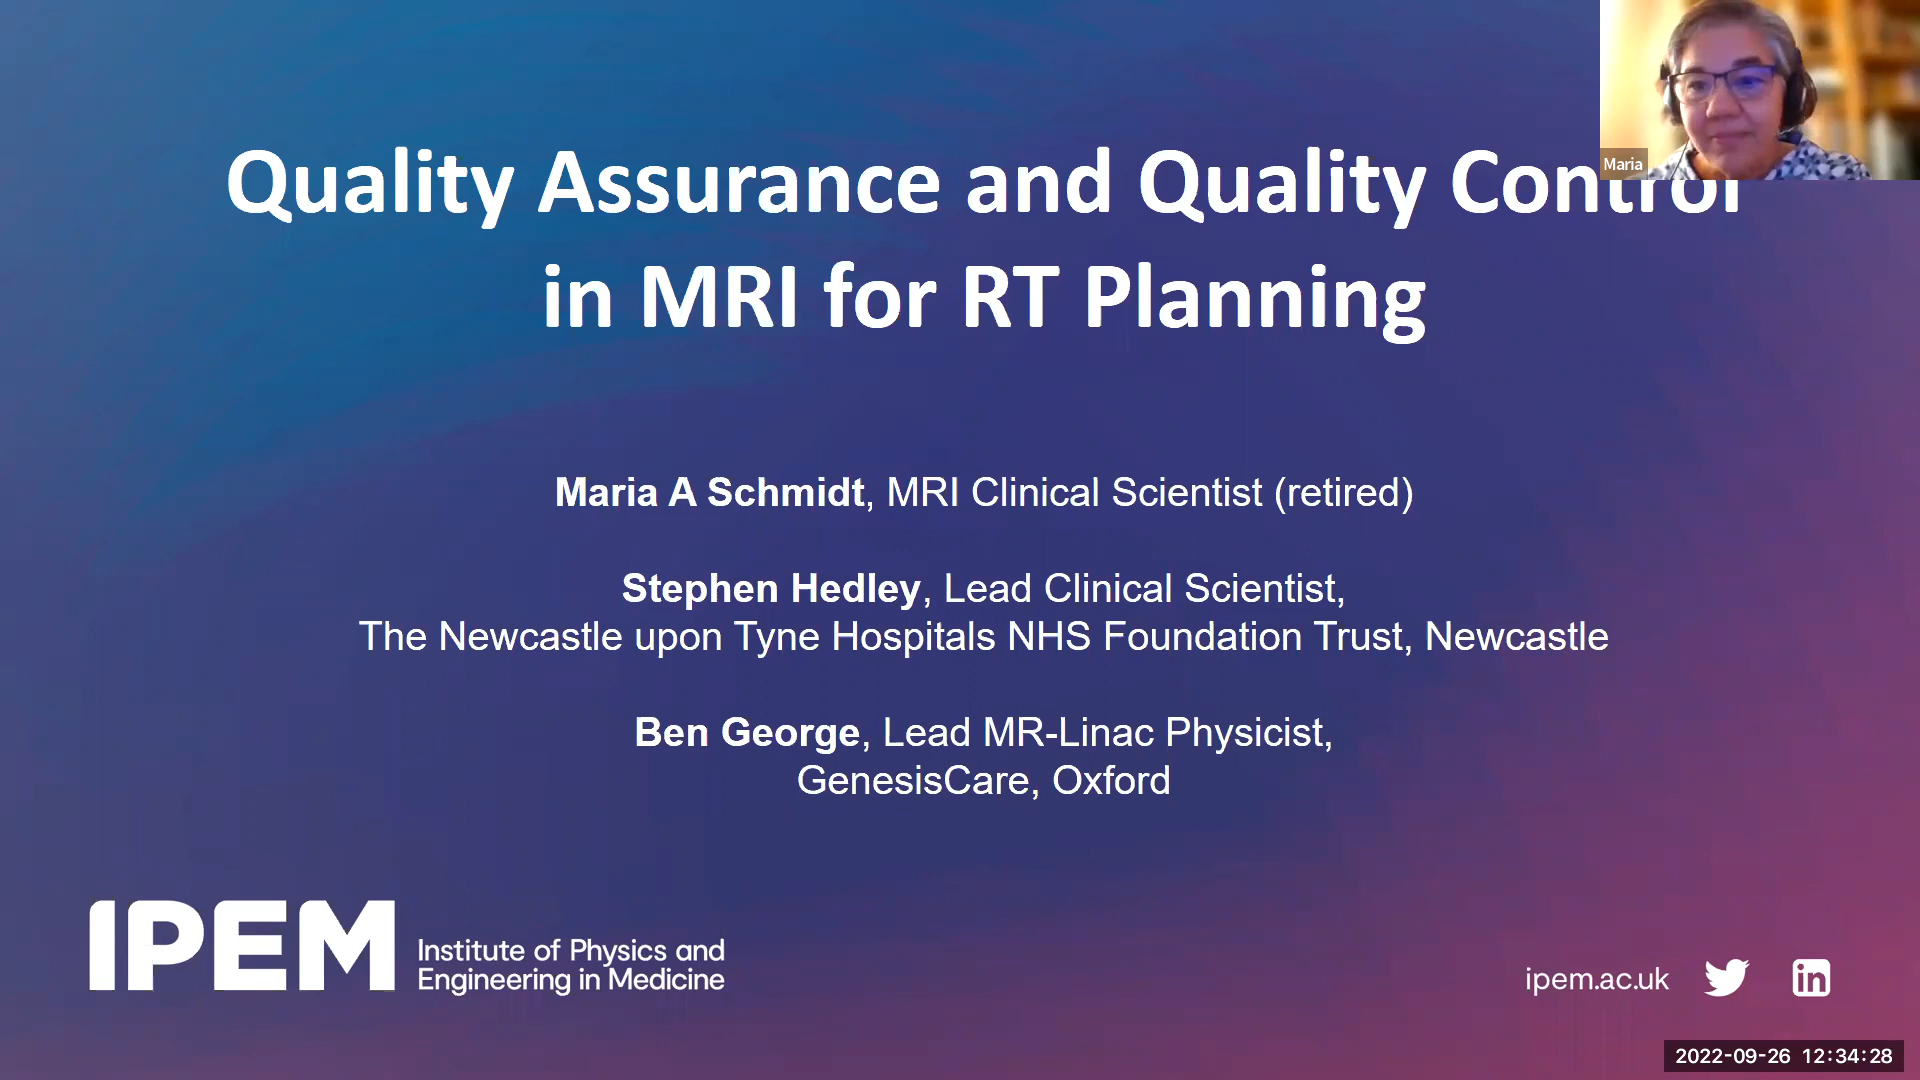 Maria
Quality Assurance and Quality Control
in MRI for RT Planning
Maria A Schmidt, MRI Clinical Scientist (retired)
Stephen Hedley, Lead Clinical Scientist,
The Newcastle upon Tyne Hospitals NHS Foundation Trust, Newcastle
Ben George, Lead MR-Linac Physicist,
GenesisCare, Oxford
IPEM
Institute of Physics and
Engineering in Medicine
ipem.ac.uk
in
2022-09-26 12:34:28